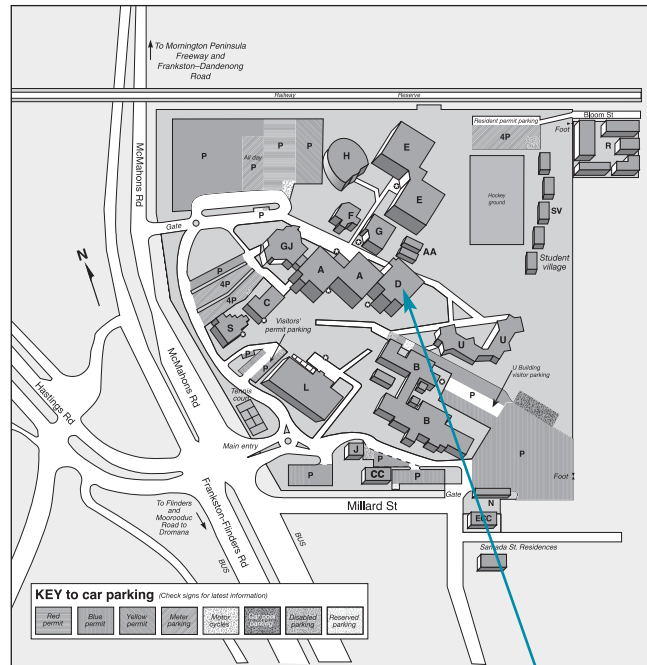 To Mornington Peninsula
Freeway and
Frankston–Dandenong
Road
Railway
Reserve
McMahons Rd
Resident permit parking
4P
Foot
Bloom St
R
P
All day
P
P
P
H
E
E
Hockey
ground
SV
Student
village
Gate
P
F
G
AA
GJ
A
A
D
N
P
4P
4P
C
S
Visitors'
permit parking
P
P
L
U
U
U Building
visitor parking
B
B
P
P
McMahons Rd
Hastings Rd
Tennis
court
Main entry
J
P
CC
P
P
Foot
Gate
N
ECC
Millard St
To Flinders
and
Moorooduc
Road to
Dromana
Frankston-Flinders Rd
BUS
BUS
Samada St. Residences
KEY to car parking (Check signs for latest information)
Red
permit
Blue
permit
Yellow
permit
Meter
parking
Motor
cycles
Car pool
parking
Disabled
parking
Reserved
parking